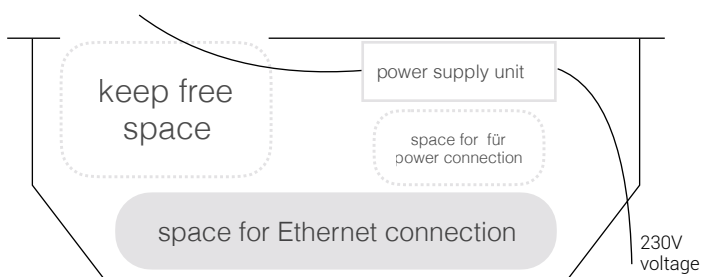 keep free
space
power supply unit
space for für
power connection
space for Ethernet connection
230V
voltage